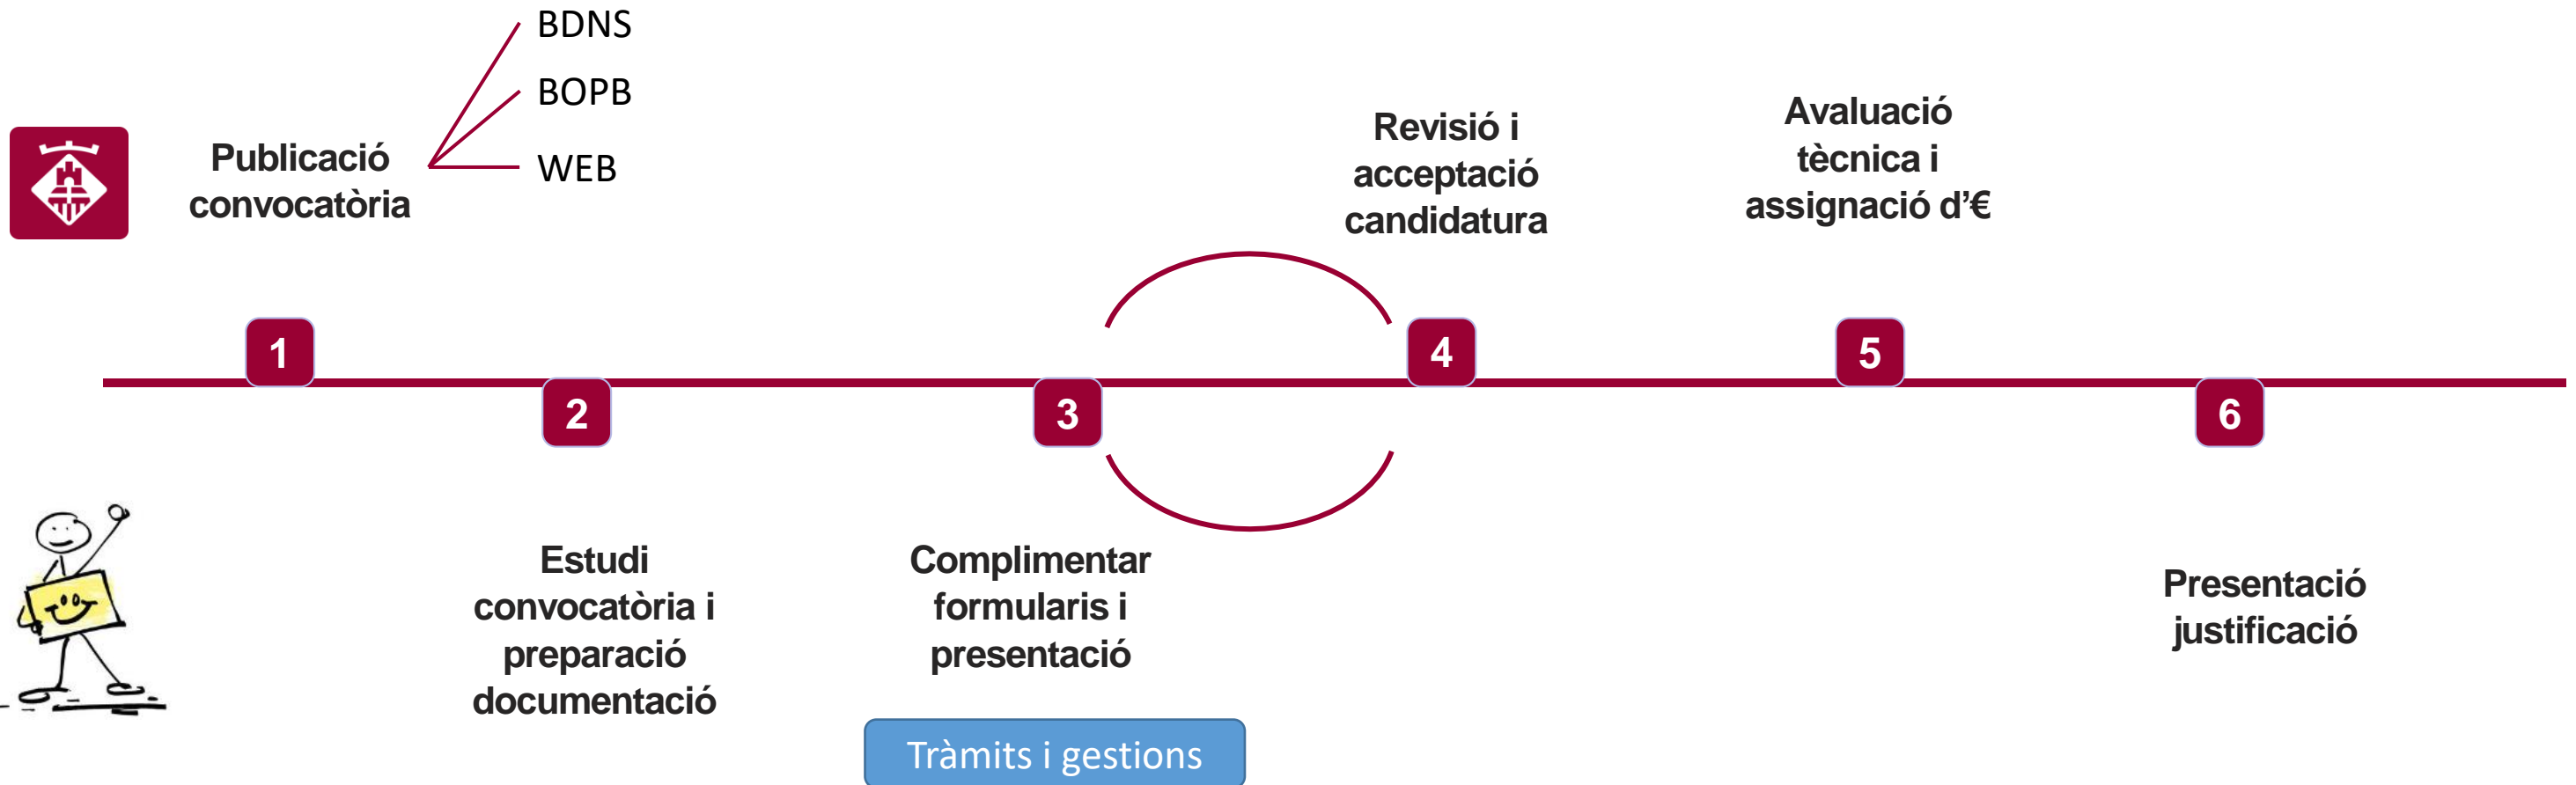 BDNS
BOPB
WEB
Publicació
convocatòria
Revisió i
acceptació
candidatura
Avaluació
tècnica i
assignació d’€
1
2
3
4
5
6
Estudi
convocatòria i
preparació
documentació
Complimentar
formularis i
presentació
Tràmits i gestions
Presentació
justificació